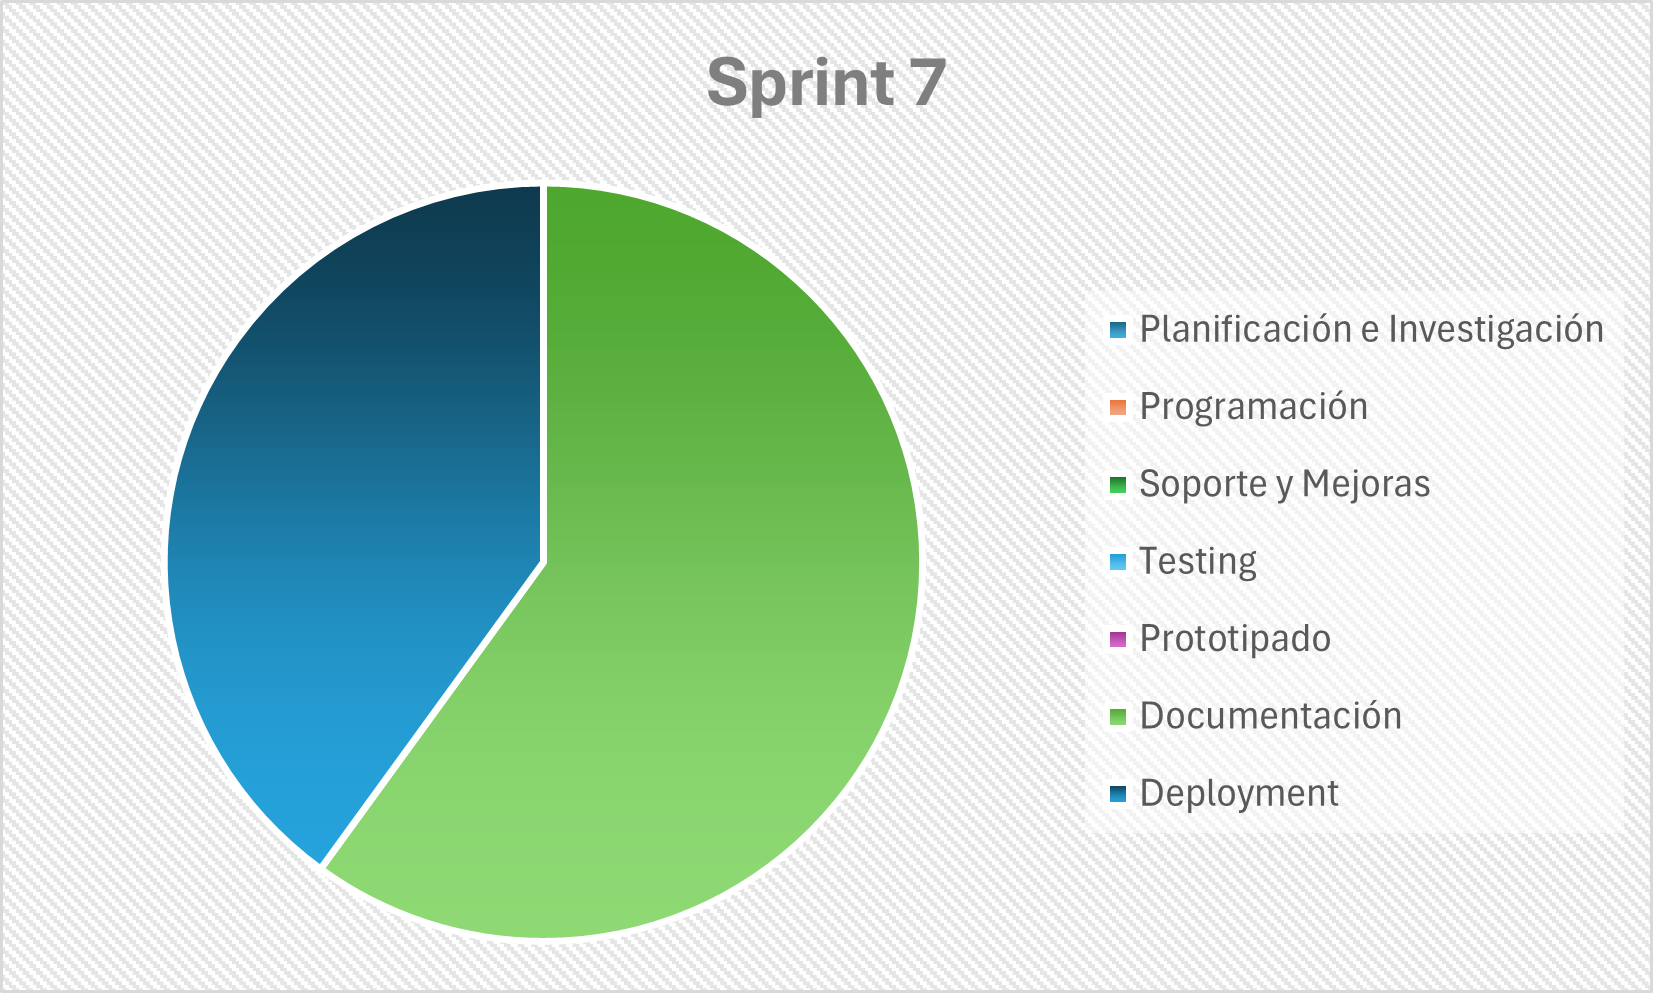 Sprint 7
Planificación e Investigación
Programación
Soporte y Mejoras
Testing
Prototipado
Documentación
Deployment